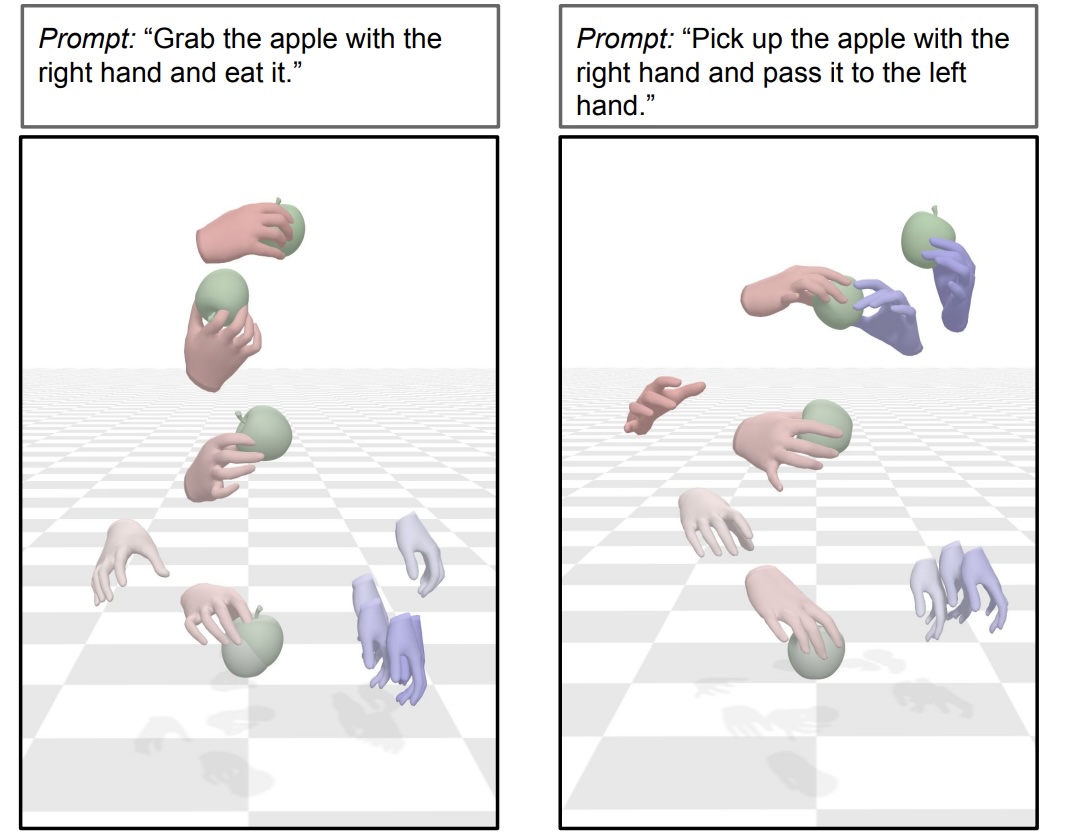 Prompt: “Grab the apple with the
right hand and eat it.”
Prompt: “Pick up the apple with the
right hand and pass it to the left
hand.”